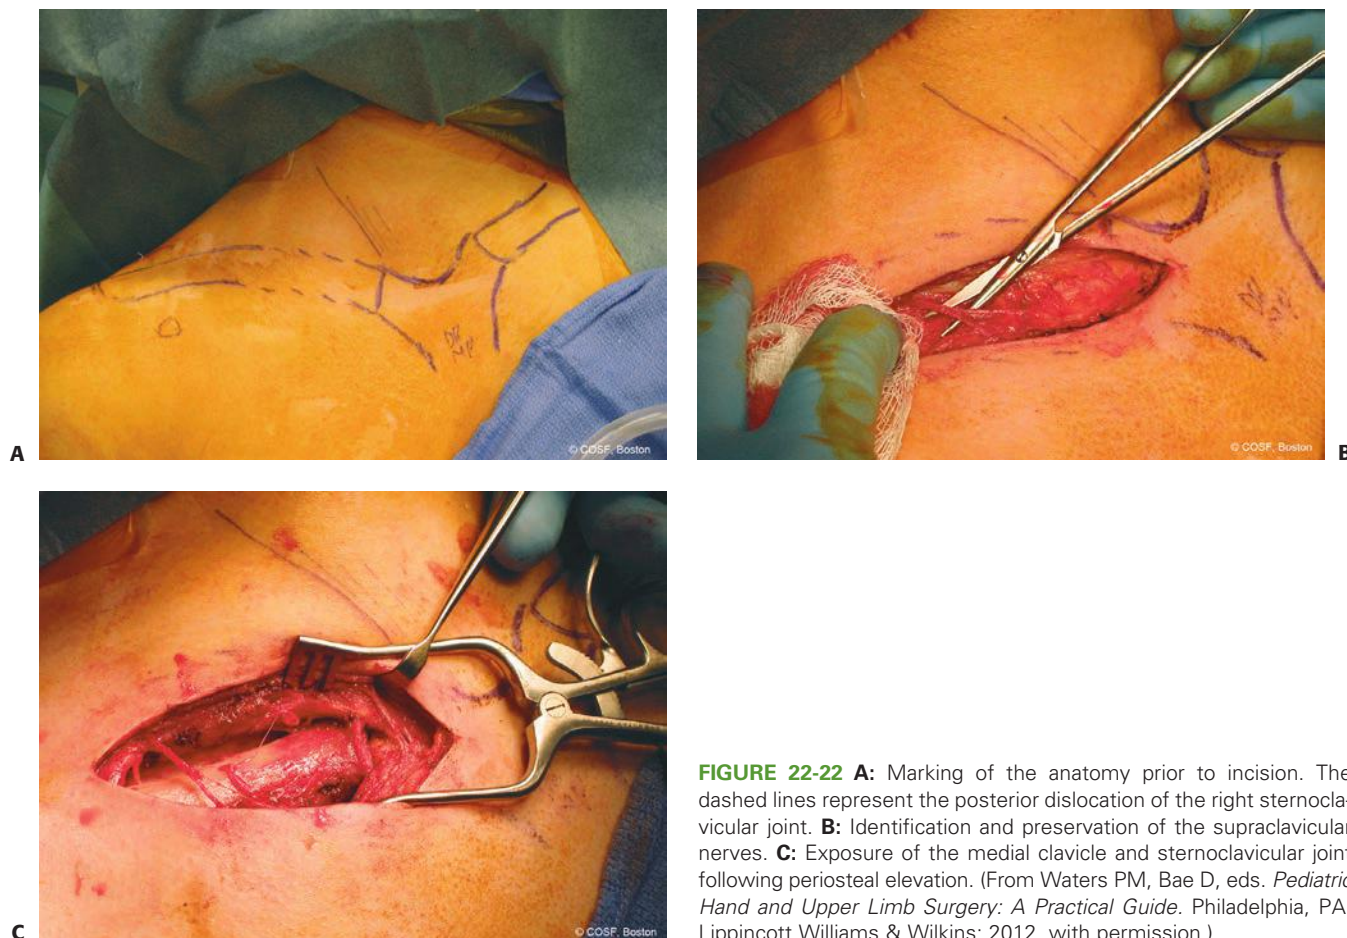 A
© COSF, Boston
B
© COSF, Boston
C
© COSF, Boston
FIGURE 22-22 A: Marking of the anatomy prior to incision. The
dashed lines represent the posterior dislocation of the right sternocla-
vicular joint. B: Identification and preservation of the supraclavicular
nerves. C: Exposure of the medial clavicle and sternoclavicular joint
following periosteal elevation. (From Waters PM, Bae D, eds. Pediatric
Hand and Upper Limb Surgery: A Practical Guide. Philadelphia, PA:
Lippincott Williams & Wilkins; 2012, with permission.)